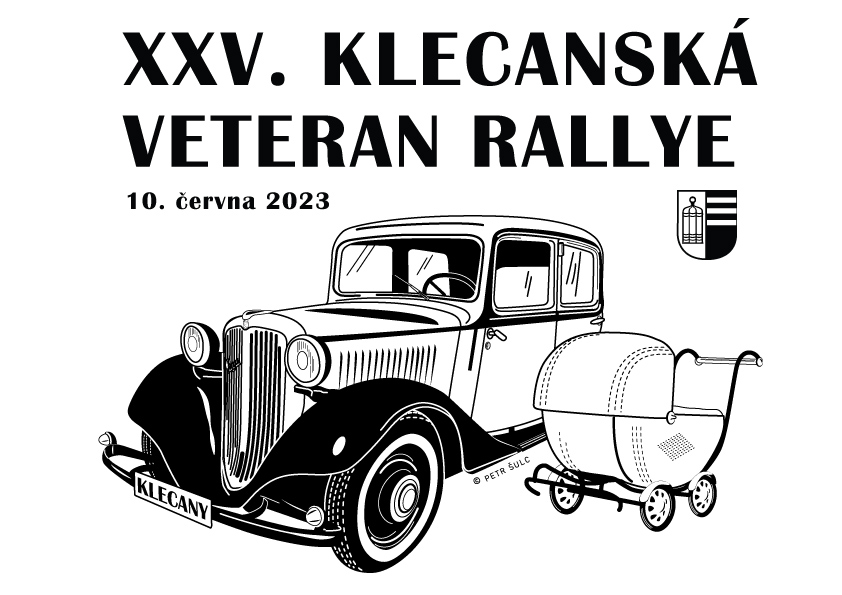 XXV. KLECANSKÁ
VETERAN RALLYE
10. června 2023
© PETR ŠULC
KLECANY